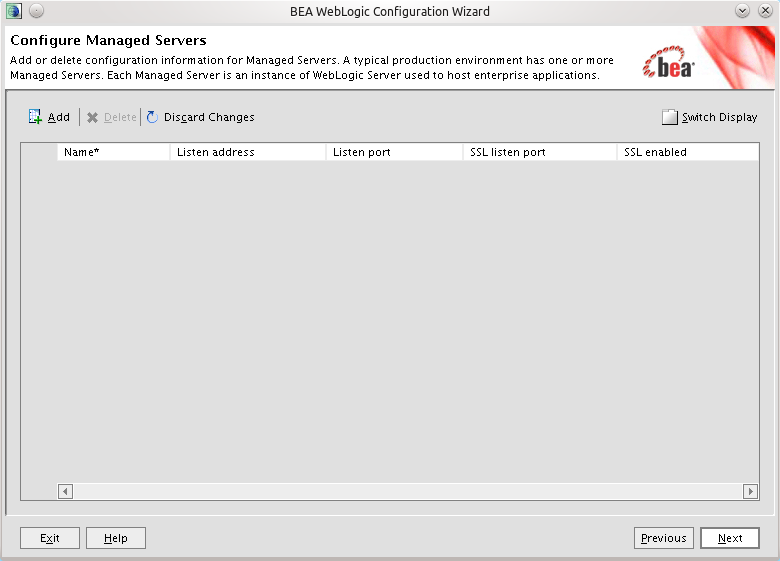 BEA WebLogic Configuration Wizard
Configure Managed Servers
Add or delete configuration information for Managed Servers. A typical production environment has one or more
Managed Servers. Each Managed Server is an instance of WebLogic Server used to host enterprise applications.
bea
Add Delete Discard Changes Switch Display
Name* Listen address Listen port SSL listen port SSL enabled
Exit Help Previous Next